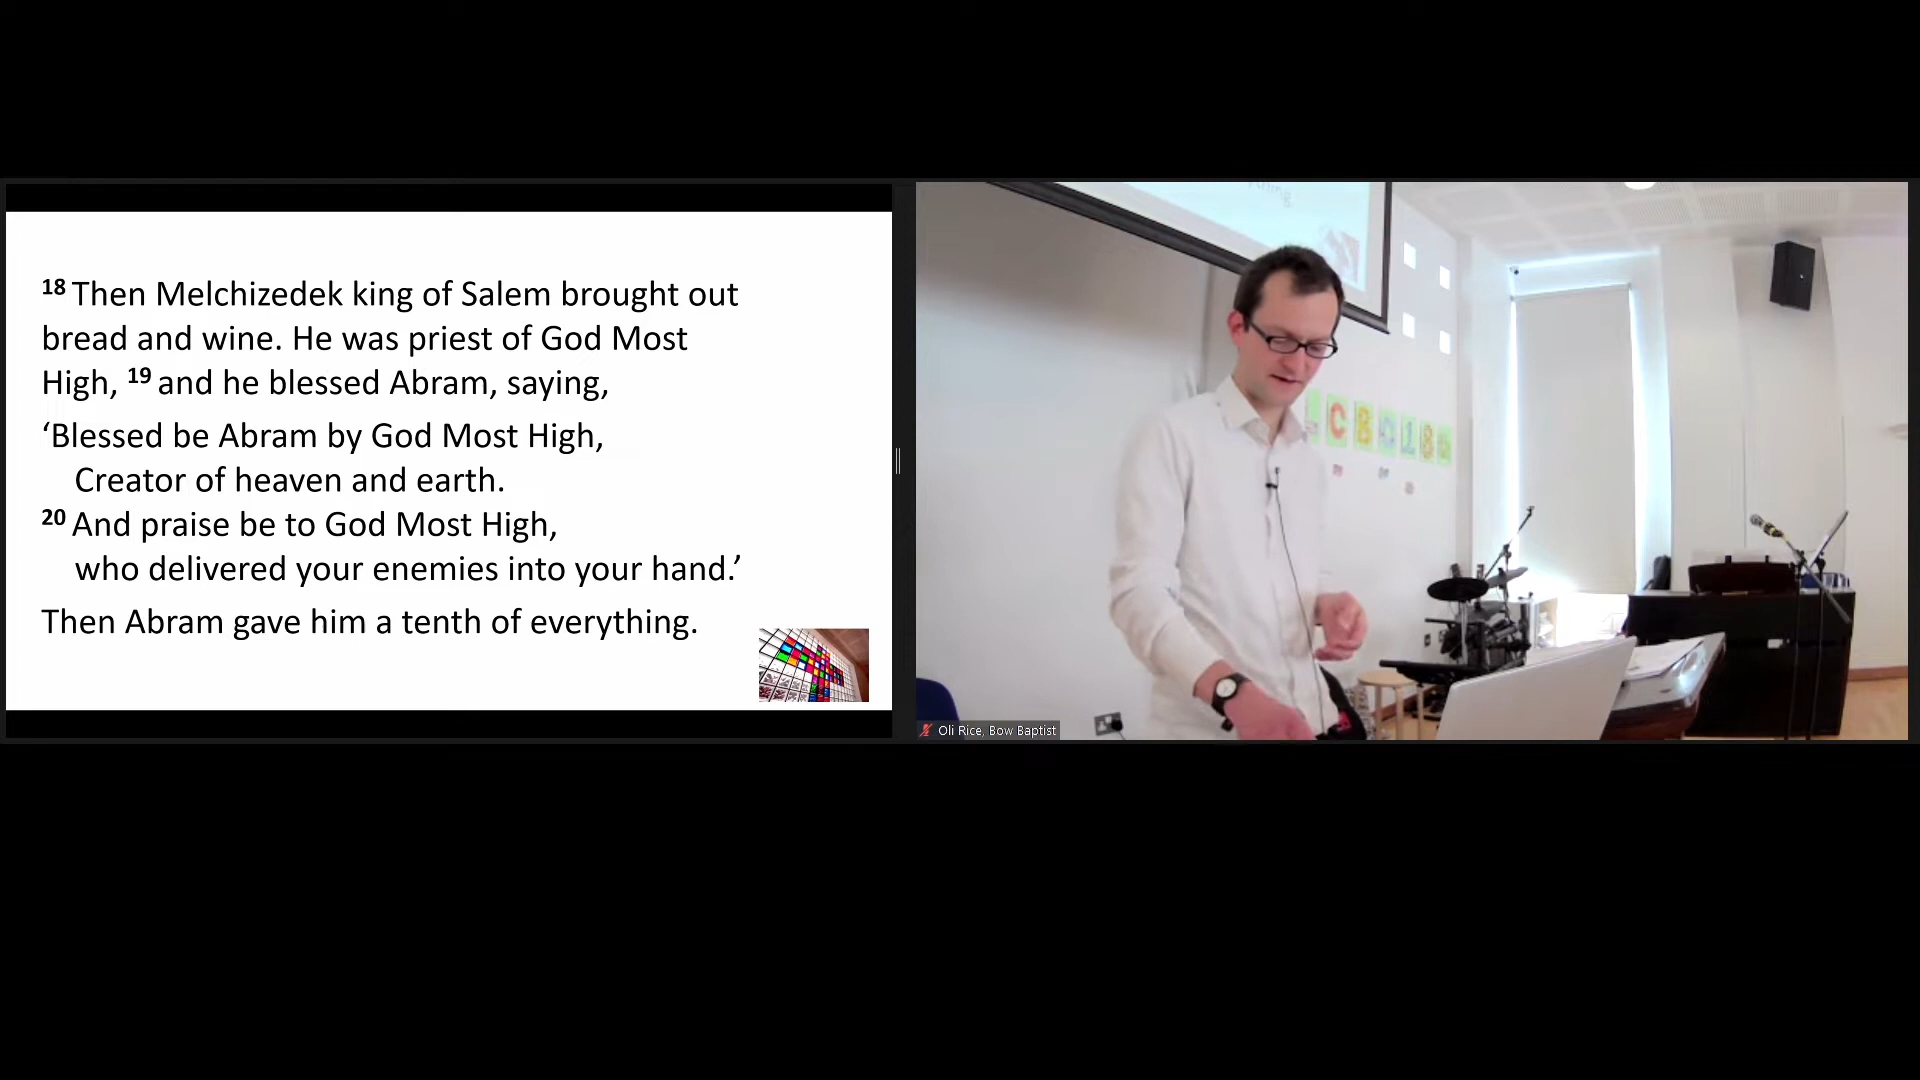 18 Then Melchizedek king of Salem brought out
bread and wine. He was priest of God Most
High, 19 and he blessed Abram, saying,
‘Blessed be Abram by God Most High,
Creator of heaven and earth.
20 And praise be to God Most High,
who delivered your enemies into your hand.’
Then Abram gave him a tenth of everything.
Oli Rice, Bow Baptist